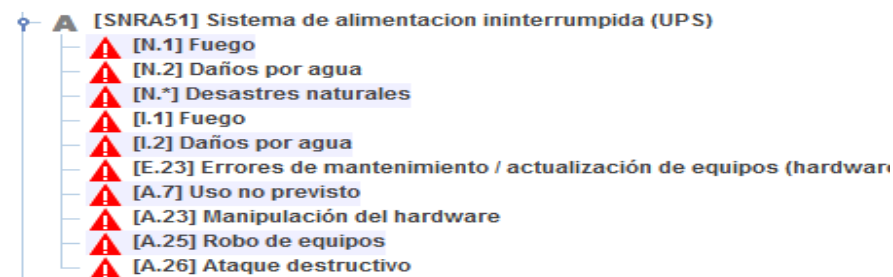 [SNRA51] Sistema de alimentacion ininterrumpida (UPS)
[N.1] Fuego
[N.2] Daños por agua
[N.*] Desastres naturales
[I.1] Fuego
[I.2] Daños por agua
[E.23] Errores de mantenimiento / actualización de equipos (hardware
[A.7] Uso no previsto
[A.23] Manipulación del hardware
[A.25] Robo de equipos
[A.26] Ataque destructivo